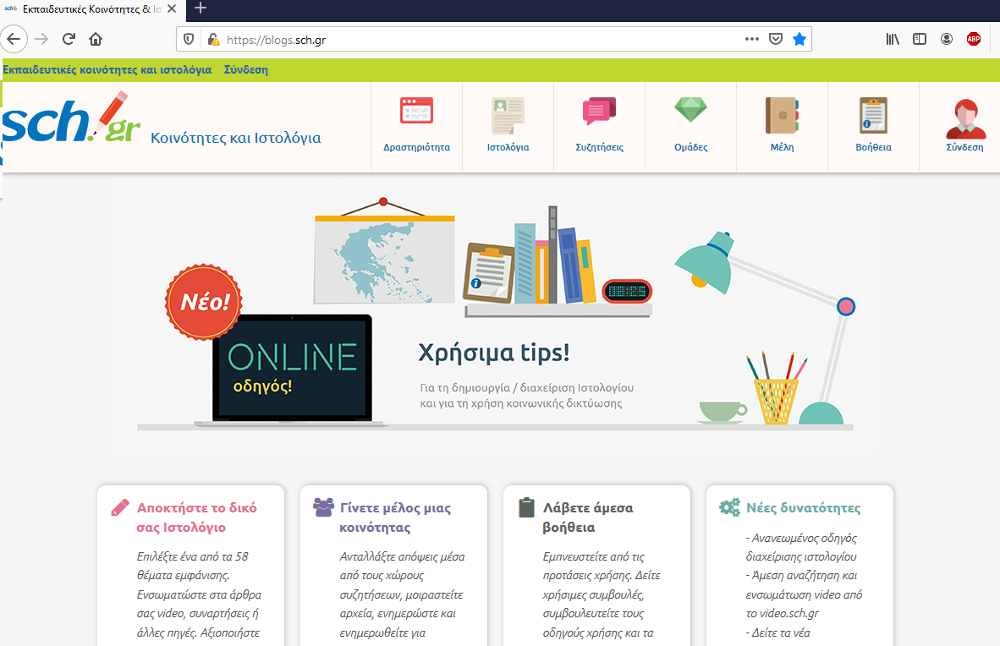 sch Εκπαιδευτικές Κοινότητες & Ισ
https://blogs.sch.gr
ABP
Εκπαιδευτικές κοινότητες και ιστολόγια Σύνδεση
sch.gr Κοινότητες και Ιστολόγια
Δραστηριότητα Ιστολόγια Συζητήσεις Ομάδες Μέλη Βοήθεια Σύνδεση
Νέο!
ONLINE
οδηγός!
Χρήσιμα tips!
Για τη δημιουργία / διαχείριση Ιστολογίου
και για τη χρήση κοινωνικής δικτύωσης
Αποκτήστε το δικό
σας Ιστολόγιο
Επιλέξτε ένα από τα 58
θέματα εμφάνισης.
Ενσωματώστε στα άρθρα
σας video, συναρτήσεις ή
άλλες πηγές. Αξιοποιήστε
Γίνετε μέλος μιας
κοινότητας
Ανταλλάξτε απόψεις μέσα
από τους χώρους
συζητήσεων, μοιραστείτε
αρχεία, ενημερώστε και
ενημερωθείτε για
Λάβετε άμεσα
βοήθεια
Εμπνευστείτε από τις
προτάσεις χρήσης. Δείτε
χρήσιμες συμβουλές,
συμβουλευτείτε τους
οδηγούς χρήσης και τα
Νέες δυνατότητες
- Ανανεωμένος οδηγός
διαχείρισης ιστολογίου
- Άμεση αναζήτηση και
ενσωμάτωση video από
το video.sch.gr
- Δείτε τα νέα